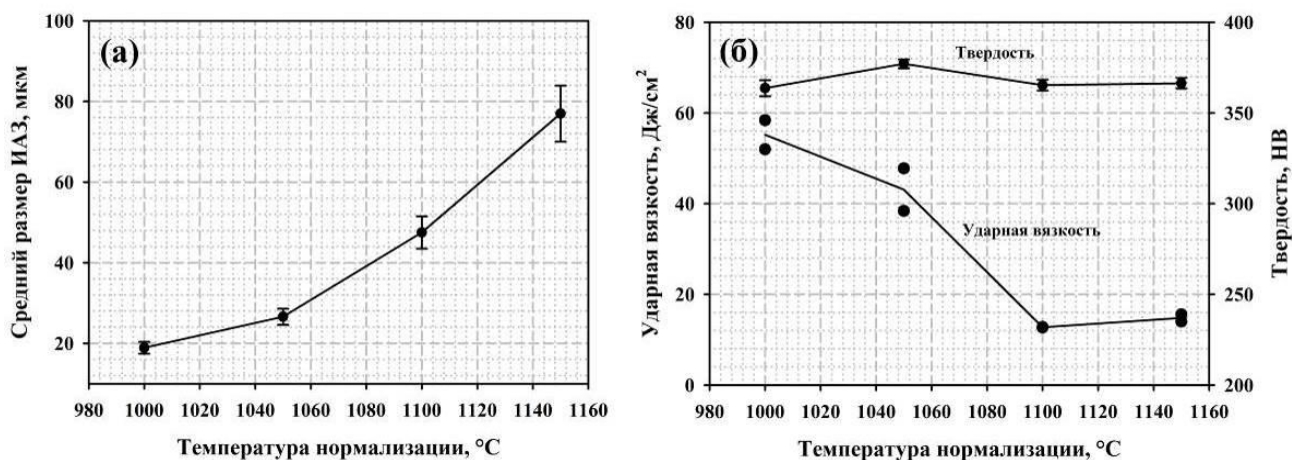 (а)
Средний размер ИАЗ, мкм
100
80
60
40
20
980 1000 1020 1040 1060 1080 1100 1120 1140 1160
Температура нормализации, °C
(б)
Твердость
Ударная вязкость
Ударная вязкость, Дж/см²
80
60
40
20
0
Твердость, НВ
400
350
300
250
200
980 1000 1020 1040 1060 1080 1100 1120 1140 1160
Температура нормализации, °C